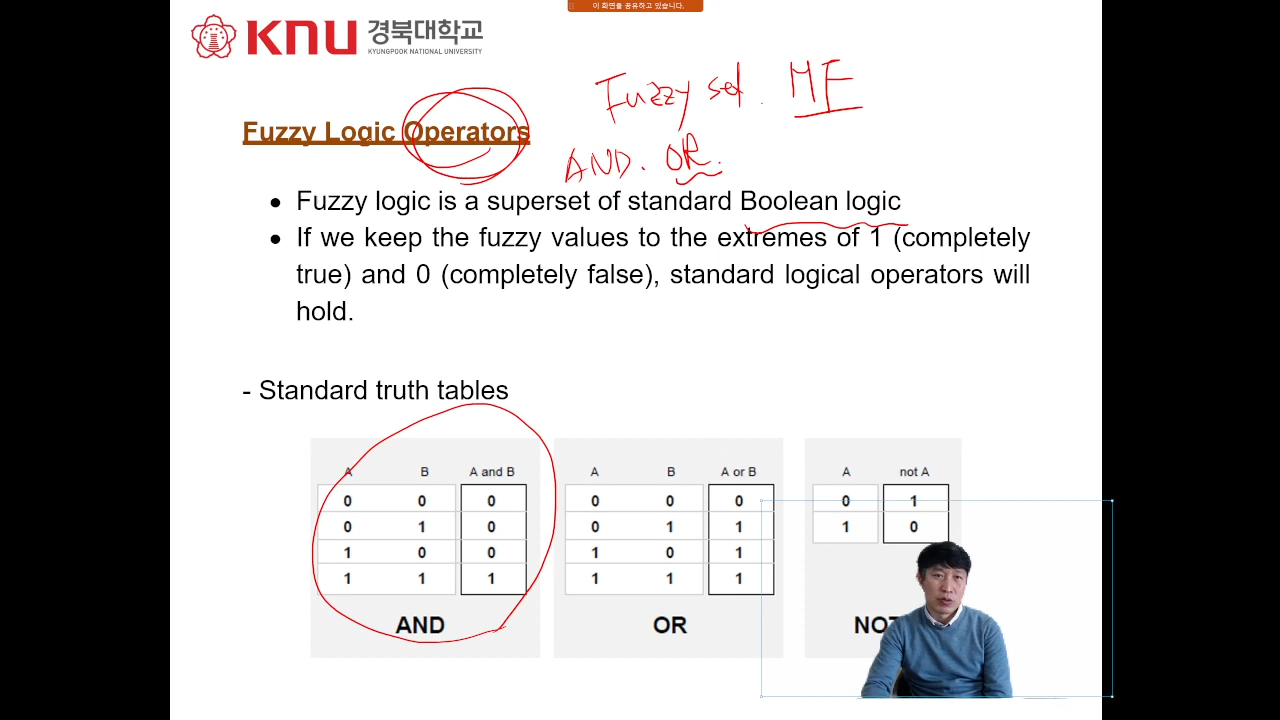 이 화면을 공유하고 있습니다.
KNU 경북대학교
KYUNGPOOK NATIONAL UNIVERSITY
Fuzzy set. MF
Fuzzy Logic Operators
AND. OR.
• Fuzzy logic is a superset of standard Boolean logic
• If we keep the fuzzy values to the extremes of 1 (completely
true) and 0 (completely false), standard logical operators will
hold.
- Standard truth tables
A B A and B
0 0 0
0 1 0
1 0 0
1 1 1
AND
A B A or B
0 0 0
0 1 1
1 0 1
1 1 1
OR
A not A
0 1
1 0
NOT